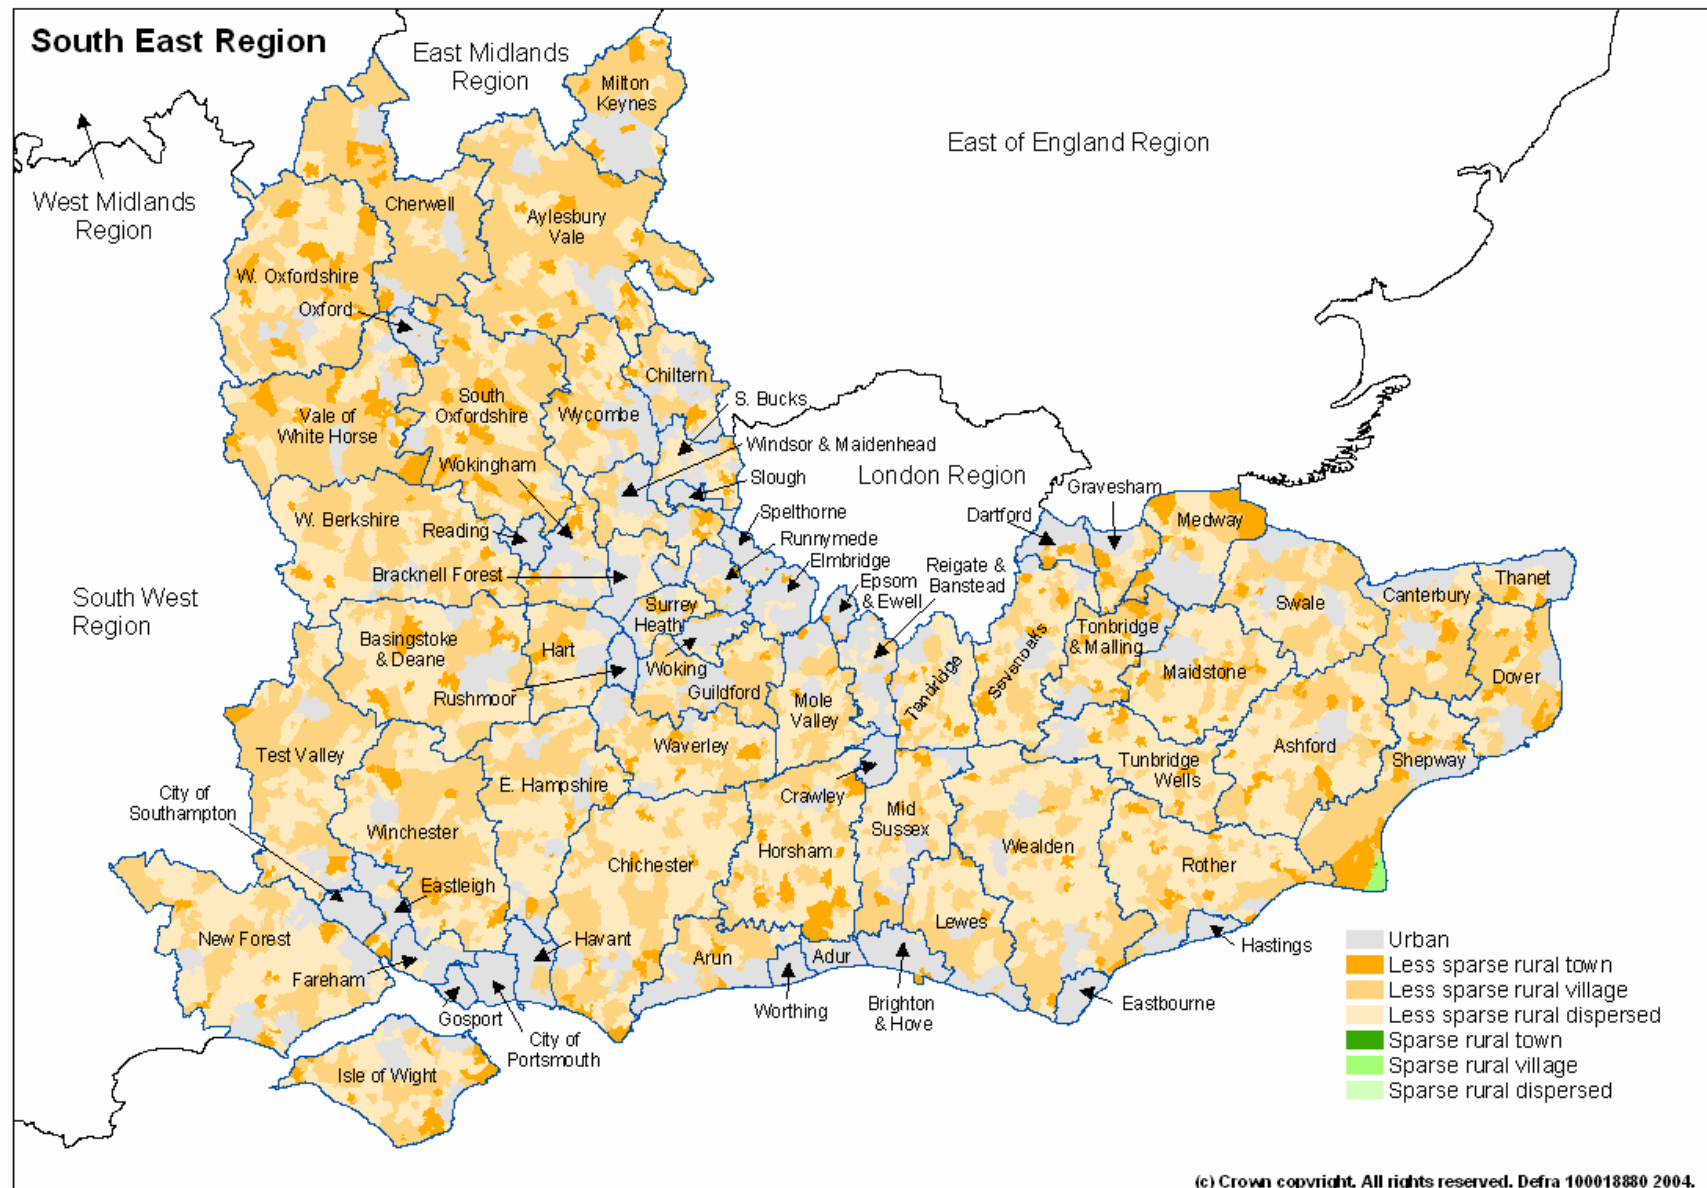 South East Region
East Midlands
Region
Milton
Keynes
East of England Region
West Midlands
Region
Cherwell
Aylesbury
Vale
W. Oxfordshire
Oxford
Chiltern
S. Bucks
South
Oxfordshire
Wycombe
Vale of
White Horse
Windsor & Maidenhead
Wokingham
Slough
London Region
Gravesham
Dartford
Medway
W. Berkshire
Reading
Spelthorne
Runnymede
Elmbridge
Reigate &
Banstead
Epsom
& Ewell
Bracknell Forest
Thanet
Canterbury
Swale
South West
Region
Surrey
Heath
Basingstoke
& Deane
Hart
Tonbridge
& Malling
Sevenoaks
Tandridge
Maidstone
Dover
Woking
Guildford
Rushmoor
Mole
Valley
Waverley
Test Valley
Ashford
Shepway
Tunbridge
Wells
E. Hampshire
Crawley
City of
Southampton
Mid
Sussex
Winchester
Chichester
Horsham
Wealden
Rother
Eastleigh
Lewes
New Forest
Havant
Arun
Adur
Hastings
Fareham
Worthing
Brighton
& Hove
Eastbourne
Gosport
City of
Portsmouth
Isle of Wight
Urban
Less sparse rural town
Less sparse rural village
Less sparse rural dispersed
Sparse rural town
Sparse rural village
Sparse rural dispersed
(c) Crown copyright. All rights reserved. Defra 100018880 2004.